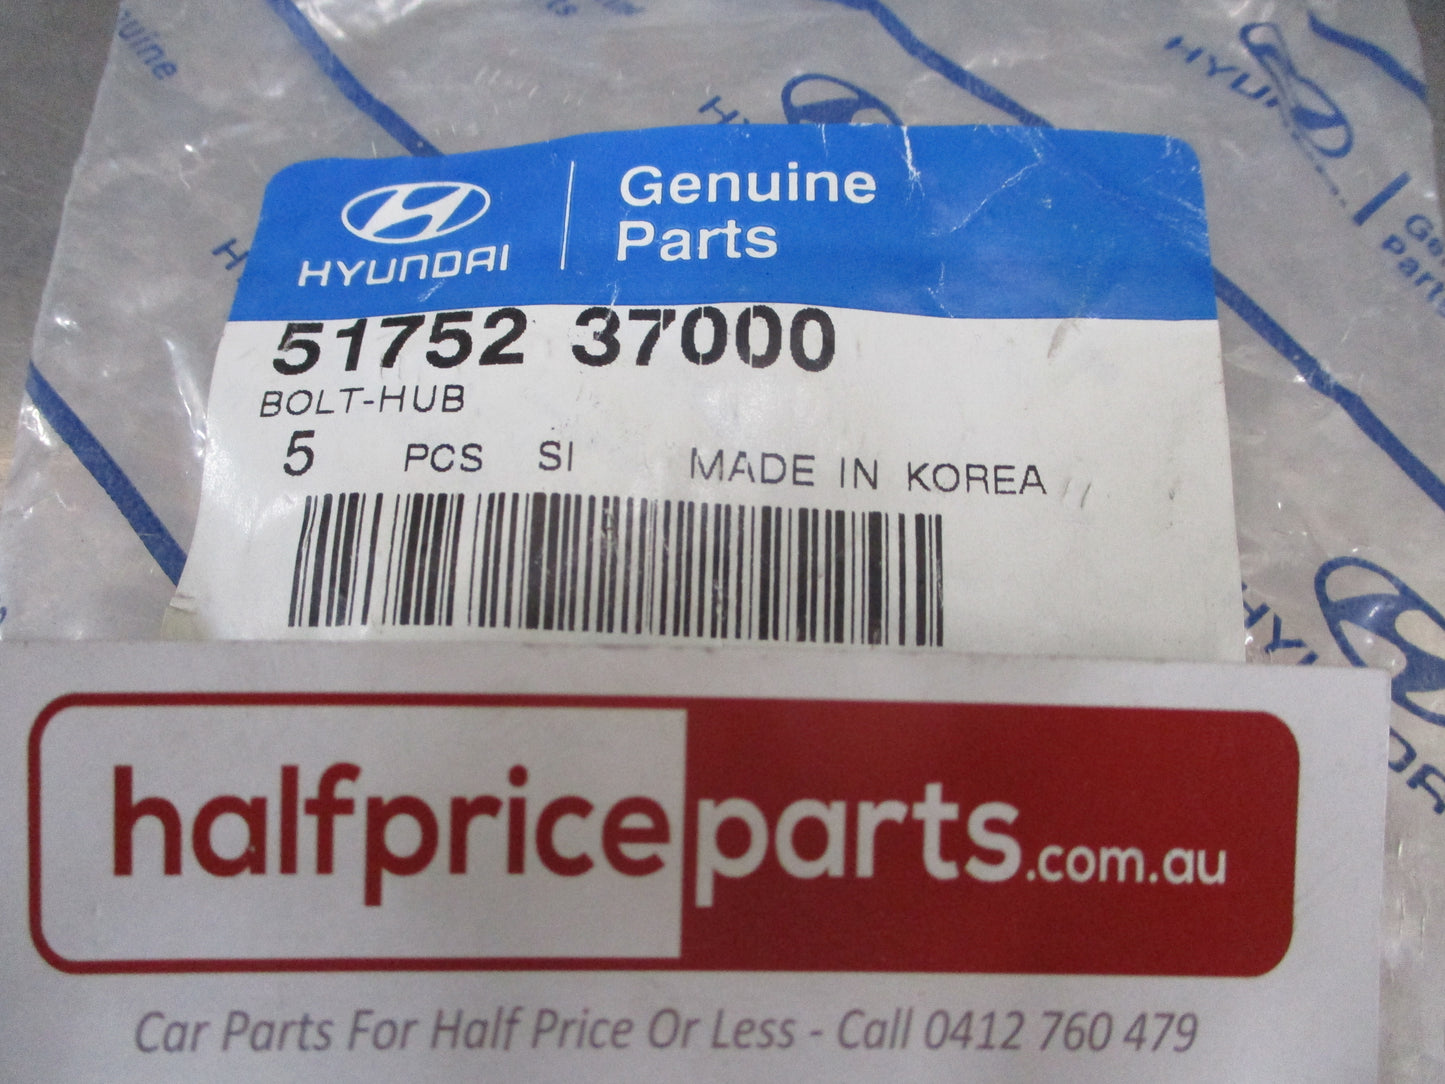 HYUNDAI
Genuine
Parts
51752 37000
BOLT-HUB
5 PCS SI MADE IN KOREA
halfpriceparts.com.au
Car Parts For Half Price Or Less - Call 0412 760 479